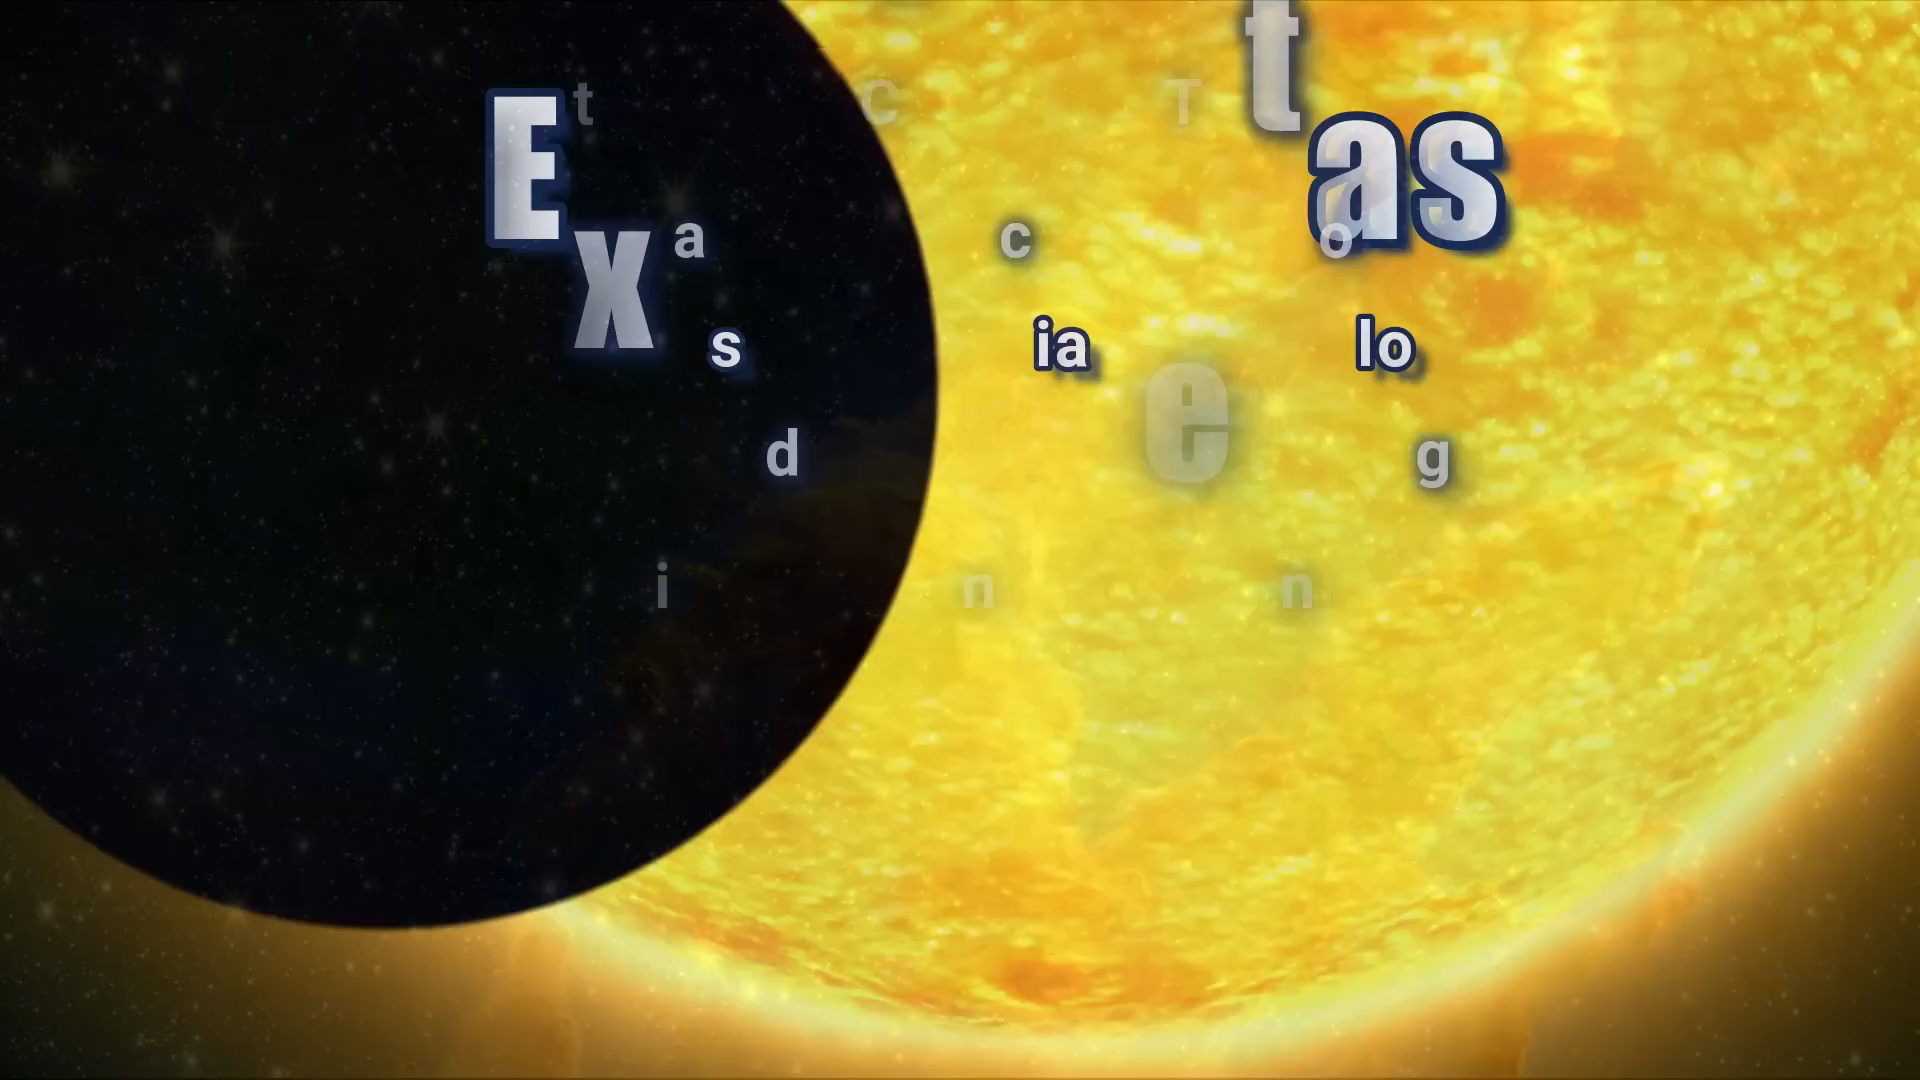 t C T
E t as
x a c o
s ia lo
e
d g
i n n